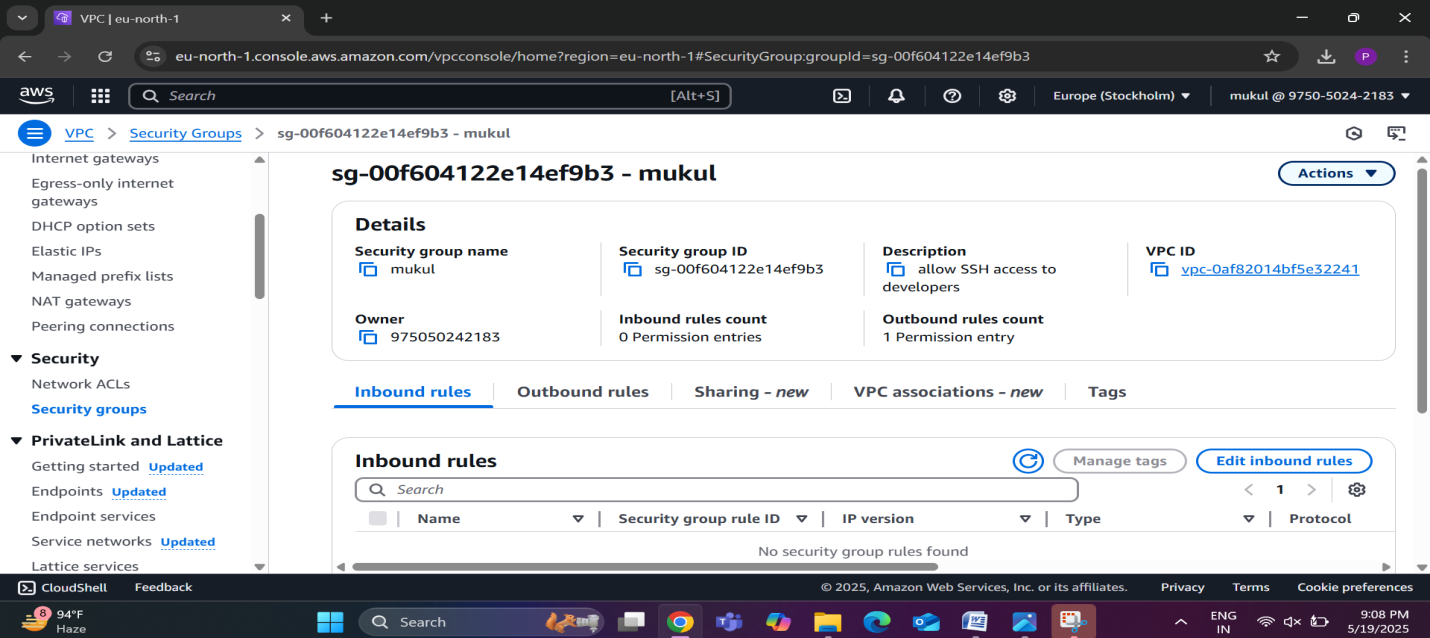 VPC | eu-north-1
eu-north-1.console.aws.amazon.com/vpcconsole/home?region=eu-north-1#SecurityGroup:groupId=sg-00f604122e14ef9b3
P
aws
Search [Alt+S]
Europe (Stockholm)
mukul @ 9750-5024-2183
VPC > Security Groups > sg-00f604122e14ef9b3 - mukul
Internet gateways
Egress-only internet
gateways
DHCP option sets
Elastic IPs
Managed prefix lists
NAT gateways
Peering connections
Security
Network ACLs
Security groups
PrivateLink and Lattice
Getting started Updated
Endpoints Updated
Endpoint services
Service networks Updated
Lattice services
sg-00f604122e14ef9b3 - mukul
Actions
Details
Security group name
mukul
Security group ID
sg-00f604122e14ef9b3
Description
allow SSH access to
developers
VPC ID
vpc-0af82014bf5e32241
Owner
975050242183
Inbound rules count
0 Permission entries
Outbound rules count
1 Permission entry
Inbound rules Outbound rules Sharing - new VPC associations - new Tags
Inbound rules
Manage tags
Edit inbound rules
Search
1
Name Security group rule ID IP version Type Protocol
No security group rules found
CloudShell Feedback © 2025, Amazon Web Services, Inc. or its affiliates. Privacy Terms Cookie preferences
8
94°F
Haze
Search
ENG
IN
9:08 PM
5/19/2025